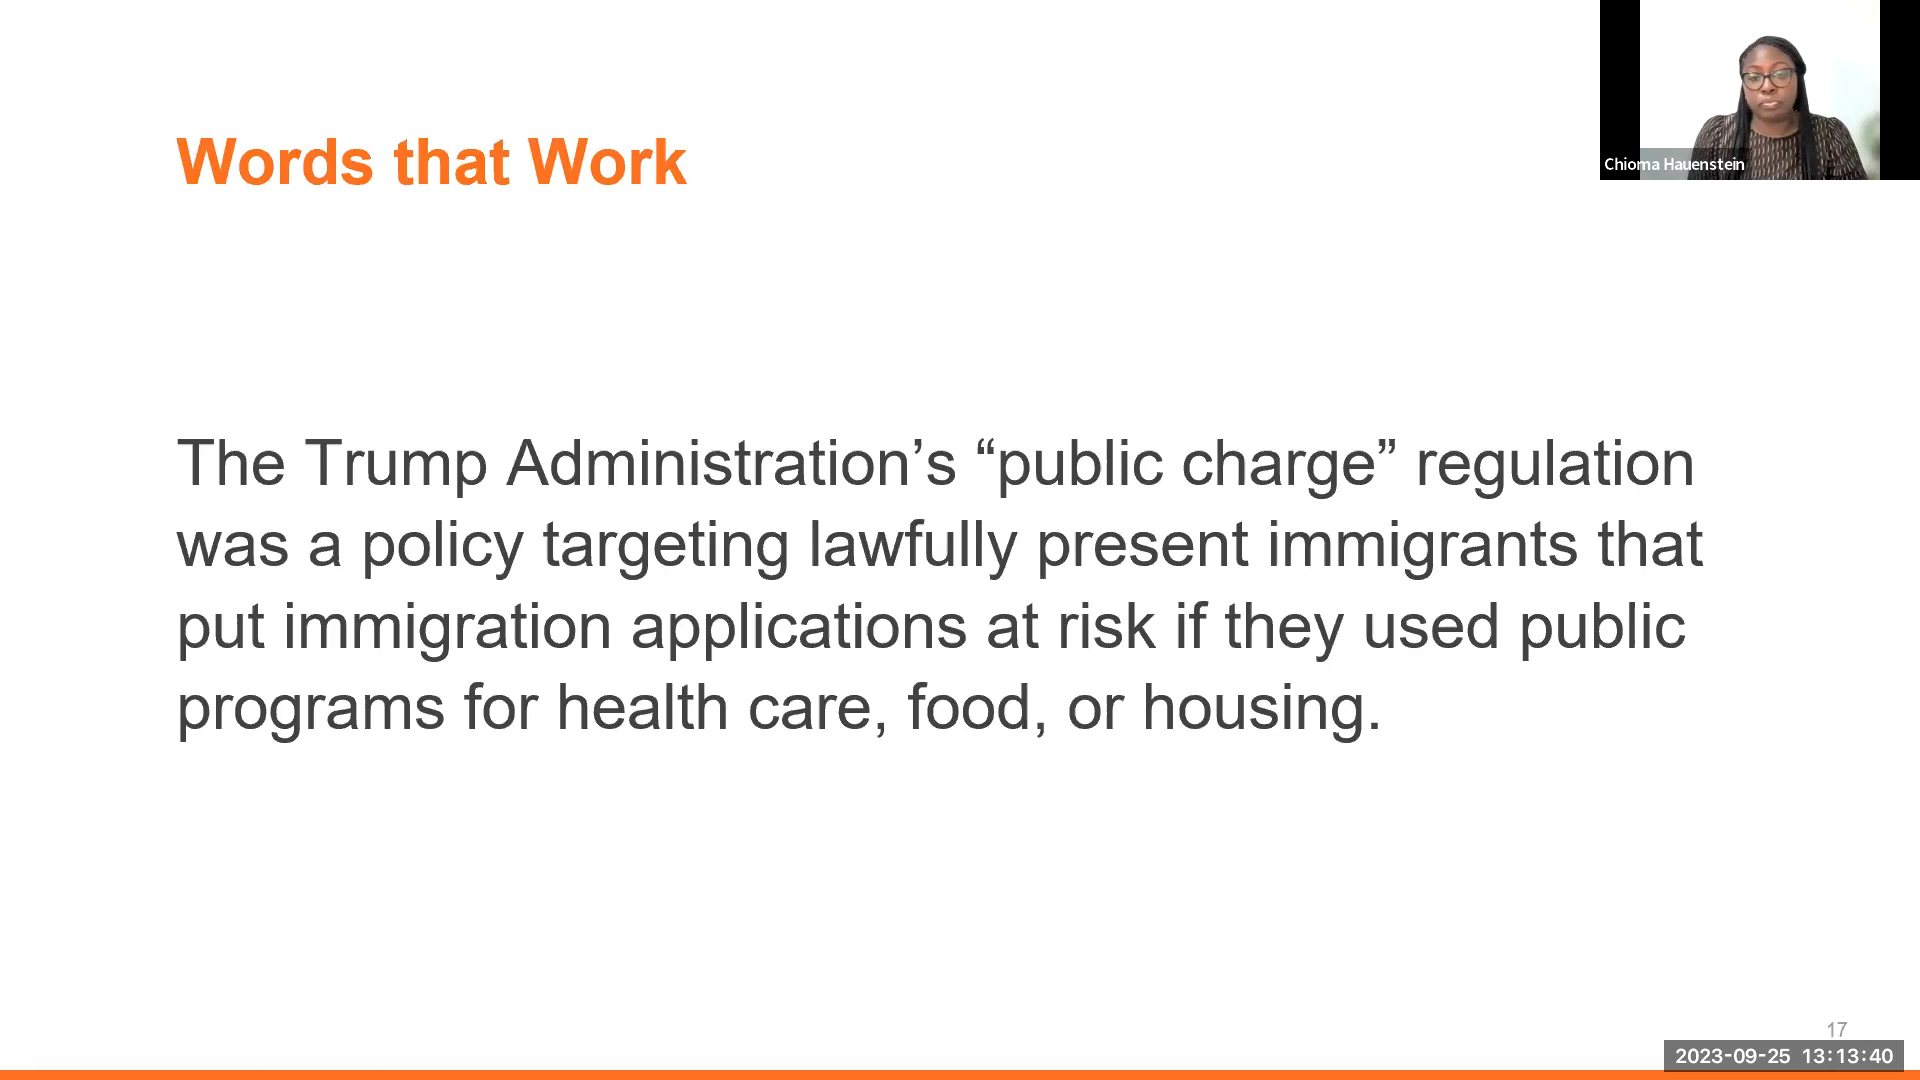 Words that Work
Chioma Hauenstein
The Trump Administration’s “public charge” regulation
was a policy targeting lawfully present immigrants that
put immigration applications at risk if they used public
programs for health care, food, or housing.
17
2023-09-25 13:13:40